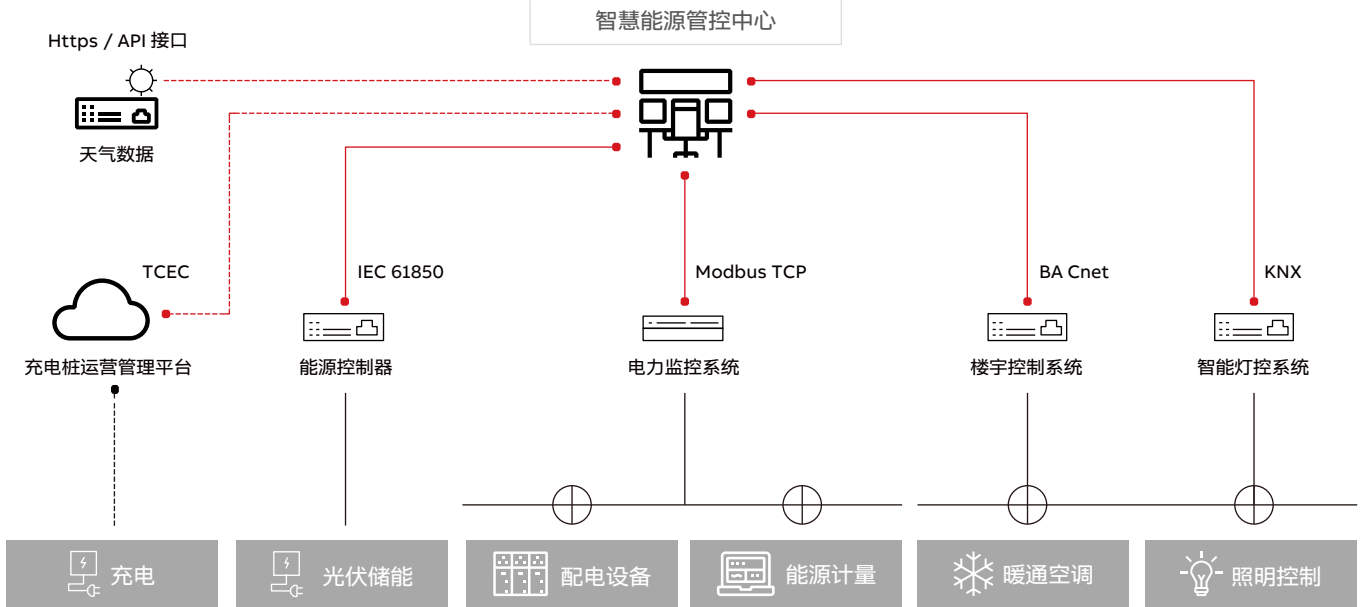 智慧能源管控中心
Https / API 接口
天气数据
TCEC
IEC 61850
Modbus TCP
BA Cnet
KNX
充电桩运营管理平台
能源控制器
电力监控系统
楼宇控制系统
智能灯控系统
充电
光伏储能
配电设备
能源计量
暖通空调
照明控制